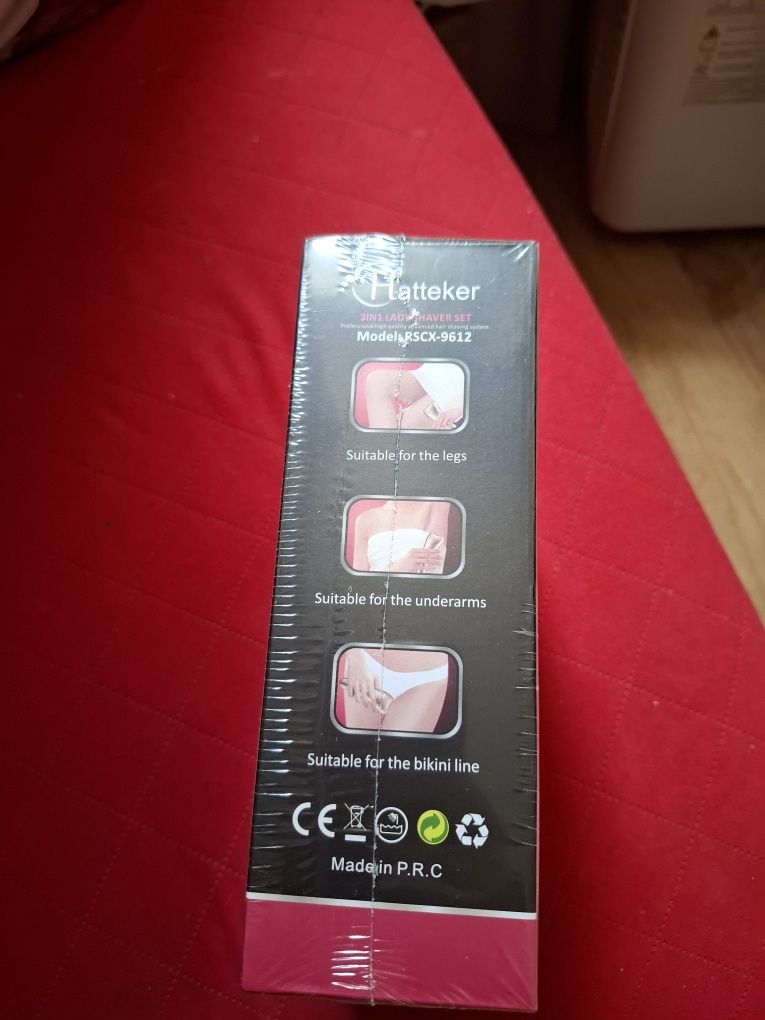 Hatteker
3IN1 LADY SHAVER SET
Professional high quality advanced hair shaving system
Model: RSCX-9612
Suitable for the legs
Suitable for the underarms
Suitable for the bikini line
CE
Made in P.R.C